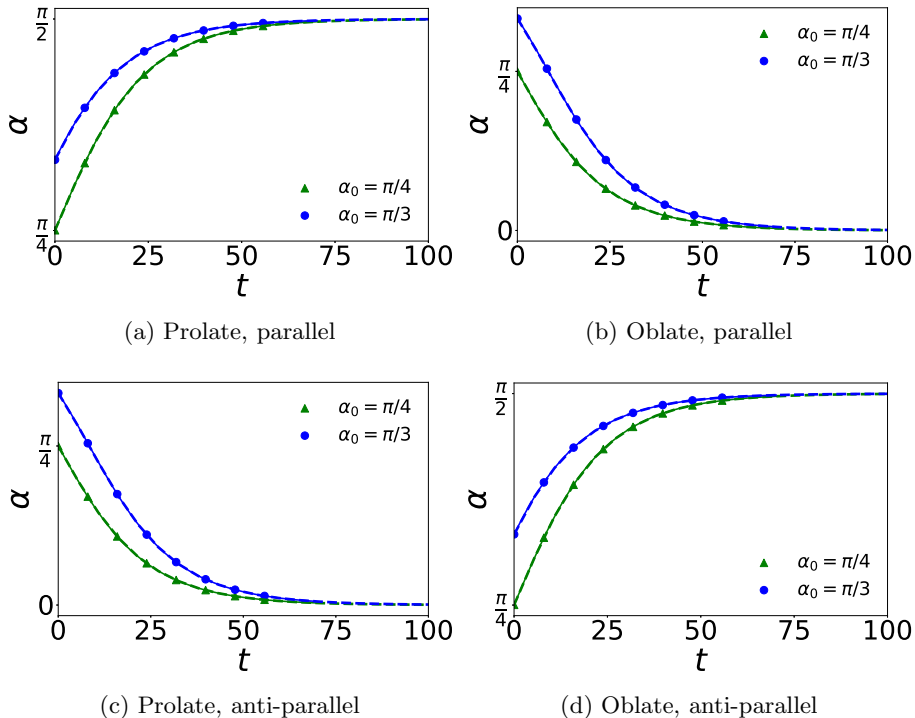 π/2
π/4
α
0 25 50 75 100
t
α₀ = π/4
α₀ = π/3
(a) Prolate, parallel
π/4
0
α
0 25 50 75 100
t
α₀ = π/4
α₀ = π/3
(b) Oblate, parallel
π/4
0
α
0 25 50 75 100
t
α₀ = π/4
α₀ = π/3
(c) Prolate, anti-parallel
π/2
π/4
α
0 25 50 75 100
t
α₀ = π/4
α₀ = π/3
(d) Oblate, anti-parallel